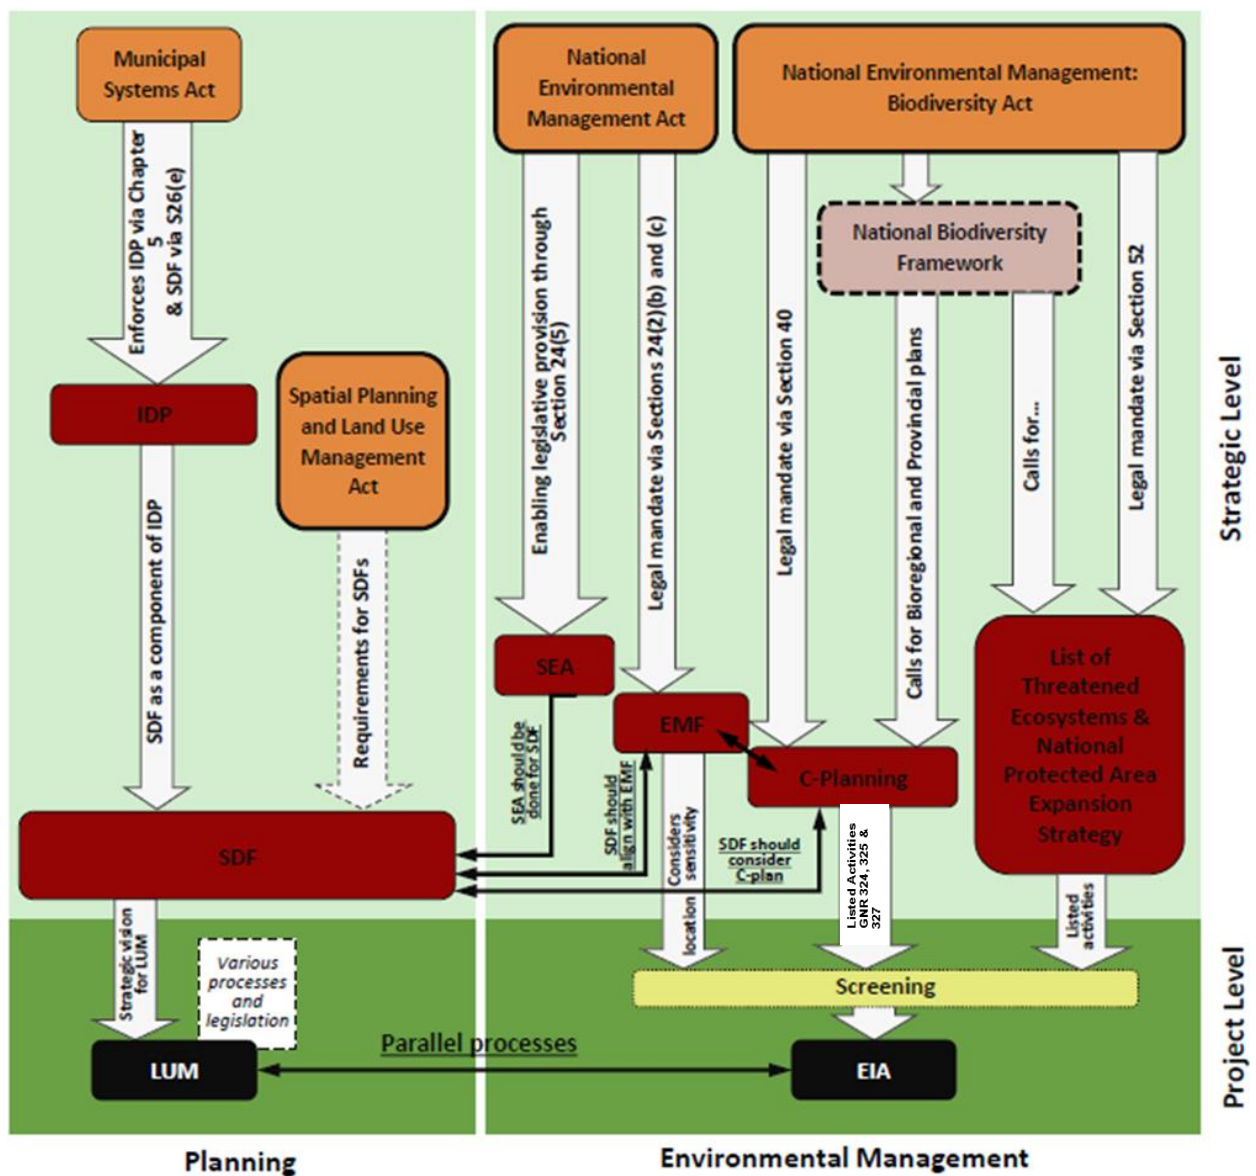 Municipal
Systems Act
Enforces IDP via Chapter
5
& SDF via S26(e)
IDP
Spatial Planning
and Land Use
Management
Act
SDF as a component of IDP
Requirements for SDFs
SDF
Strategic vision
for LUM
Various
processes
and
legislation
LUM
Parallel processes
Planning
National
Environmental
Management Act
National Environmental Management:
Biodiversity Act
Enabling legislative provision through
Section 24(5)
Legal mandate via Sections 24(2)(b) and (c)
Legal mandate via Section 40
National Biodiversity
Framework
Calls for Bioregional and Provincial plans
Calls for...
Legal mandate via Section 52
SEA
EMF
C-Planning
List of
Threatened
Ecosystems &
National
Protected Area
Expansion
Strategy
SEA should be
done for SDF
SDF should
align with EMF
Considers
sensitivity
location
SDF should
consider
C-plan
Listed Activities
GNR 324, 325 &
327
Listed
activities
Screening
EIA
Environmental Management
Strategic Level
Project Level